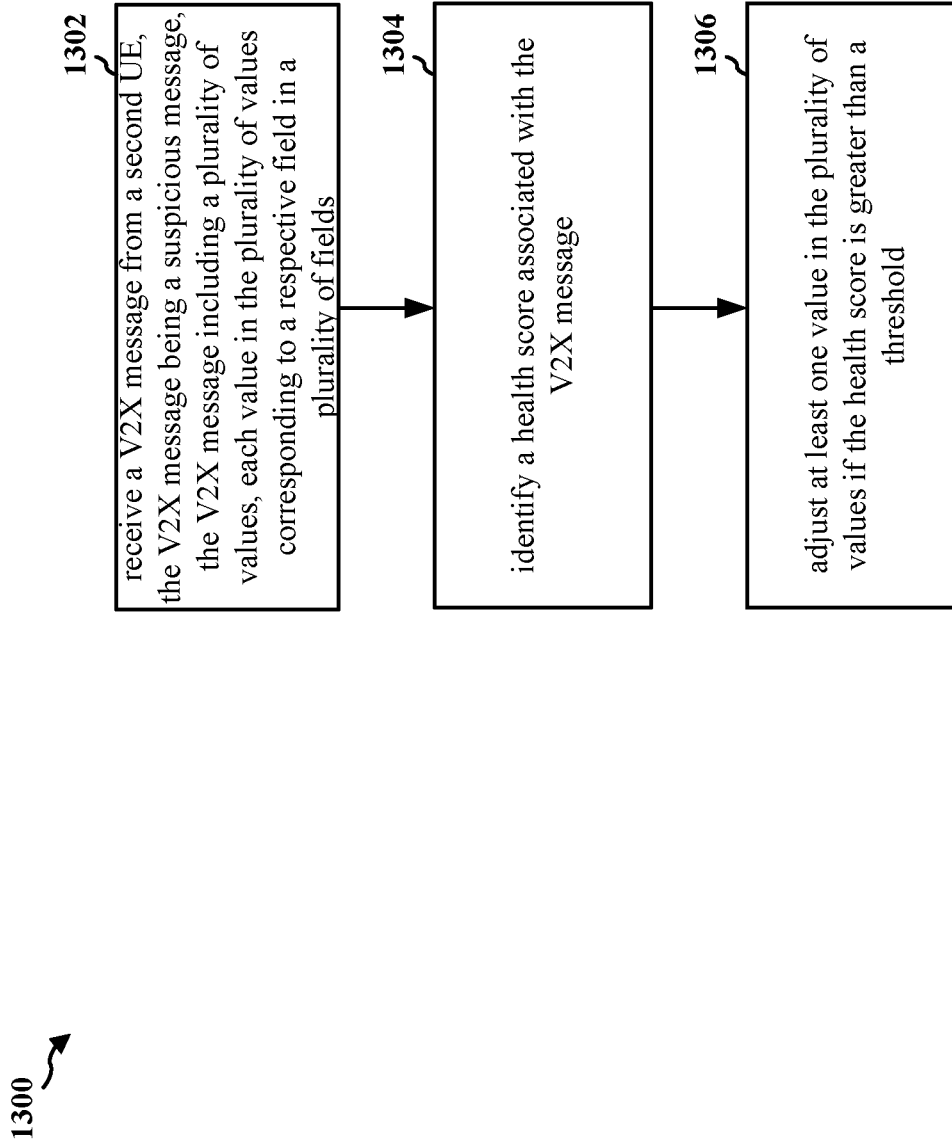 1300
1302
receive a V2X message from a second UE,
the V2X message being a suspicious message,
the V2X message including a plurality of
values, each value in the plurality of values
corresponding to a respective field in a
plurality of fields
1304
identify a health score associated with the
V2X message
1306
adjust at least one value in the plurality of
values if the health score is greater than a
threshold